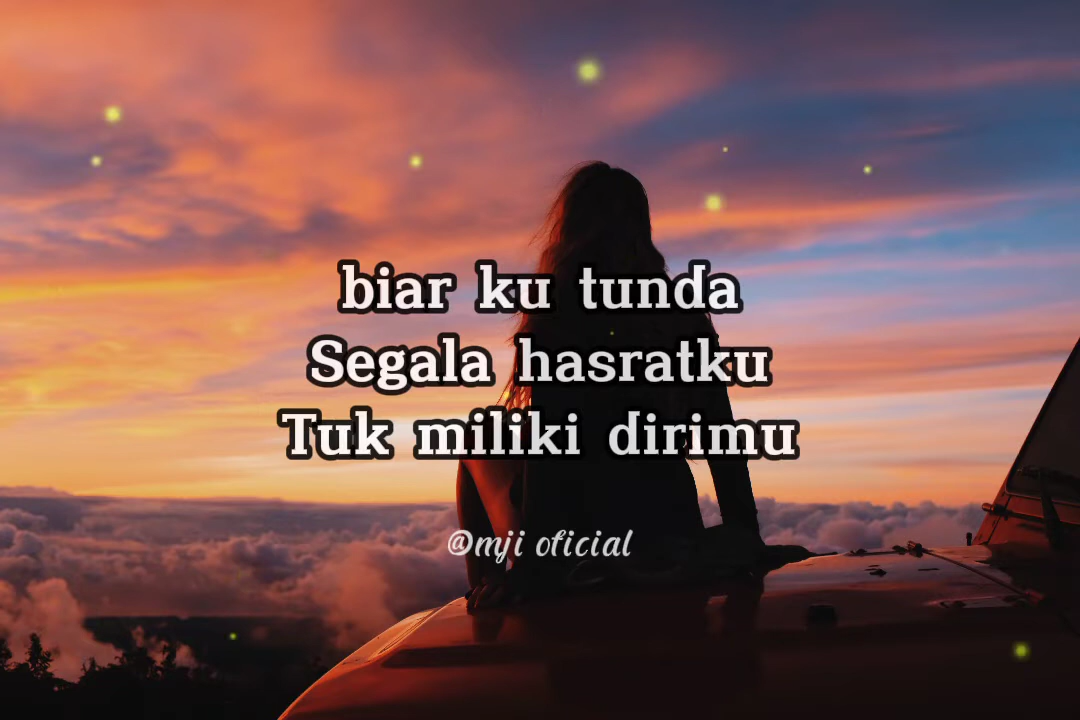 biar ku tunda
Segala hasratku
Tuk miliki dirimu
@mji oficial